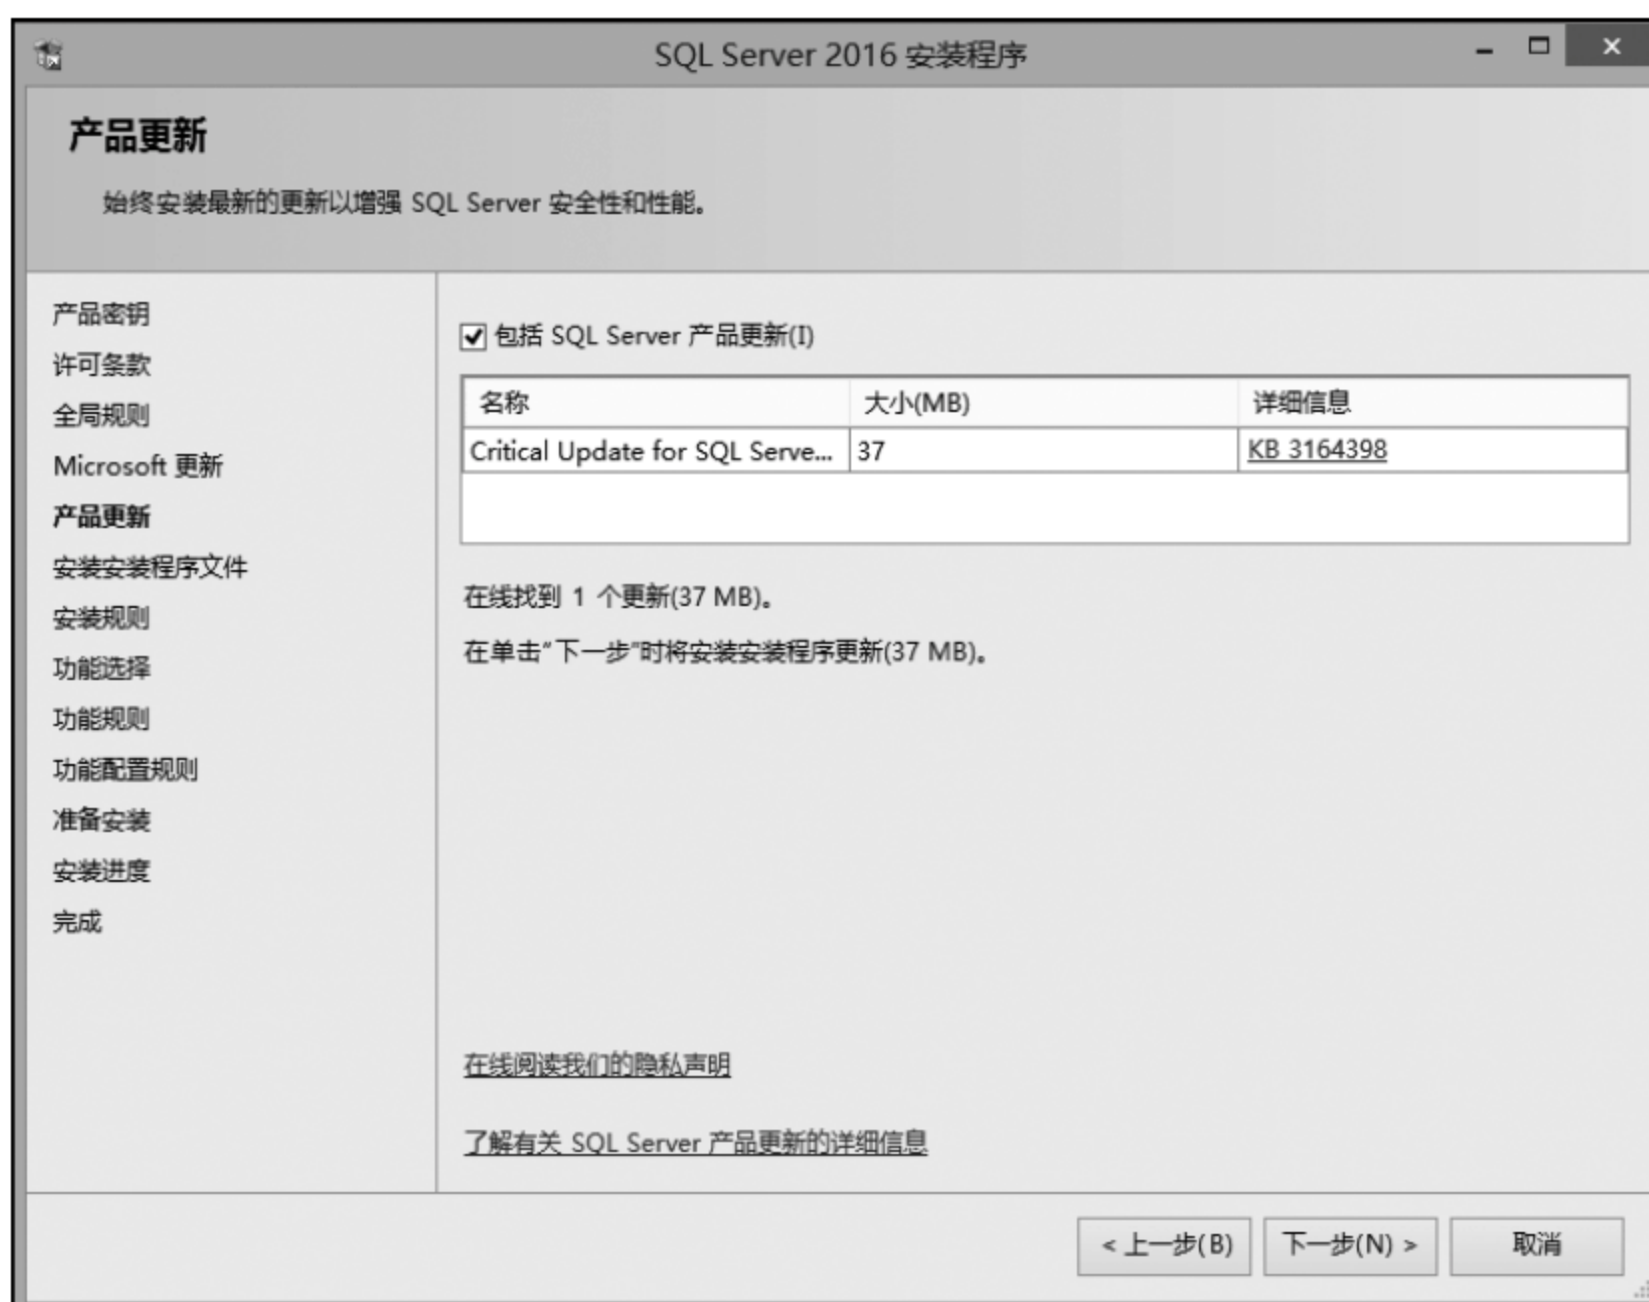 SQL Server 2016 安装程序
产品更新
始终安装最新的更新以增强 SQL Server 安全性和性能。
产品密钥
许可条款
全局规则
Microsoft 更新
产品更新
安装安装程序文件
安装规则
功能选择
功能规则
功能配置规则
准备安装
安装进度
完成
包括 SQL Server 产品更新(I)
名称 大小(MB) 详细信息
Critical Update for SQL Serve... 37 KB 3164398
在线找到 1 个更新(37 MB)。
在单击“下一步”时将安装安装程序更新(37 MB)。
在线阅读我们的隐私声明
了解有关 SQL Server 产品更新的详细信息
< 上一步(B) 下一步(N) > 取消